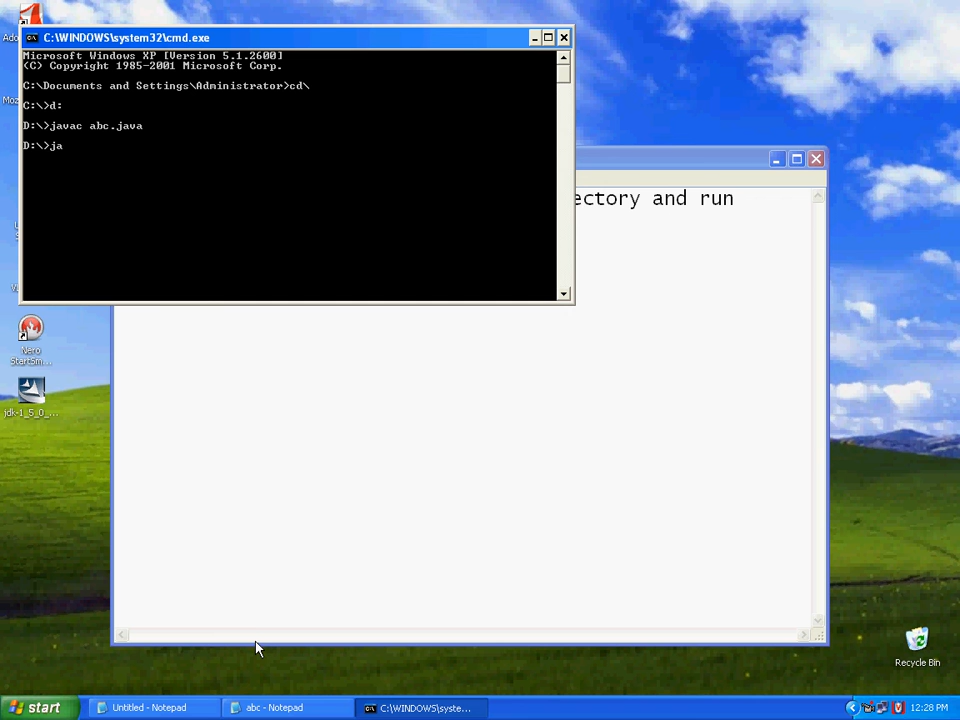 C:\WINDOWS\system32\cmd.exe
Microsoft Windows XP [Version 5.1.2600]
(C) Copyright 1985-2001 Microsoft Corp.
C:\Documents and Settings\Administrator>cd\
C:\>d:
D:\>javac abc.java
D:\>ja
ectory and run
Nero
StartSm...
jdk-1_5_0_...
Recycle Bin
start
Untitled - Notepad
abc - Notepad
C:\WINDOWS\syste...
12:28 PM